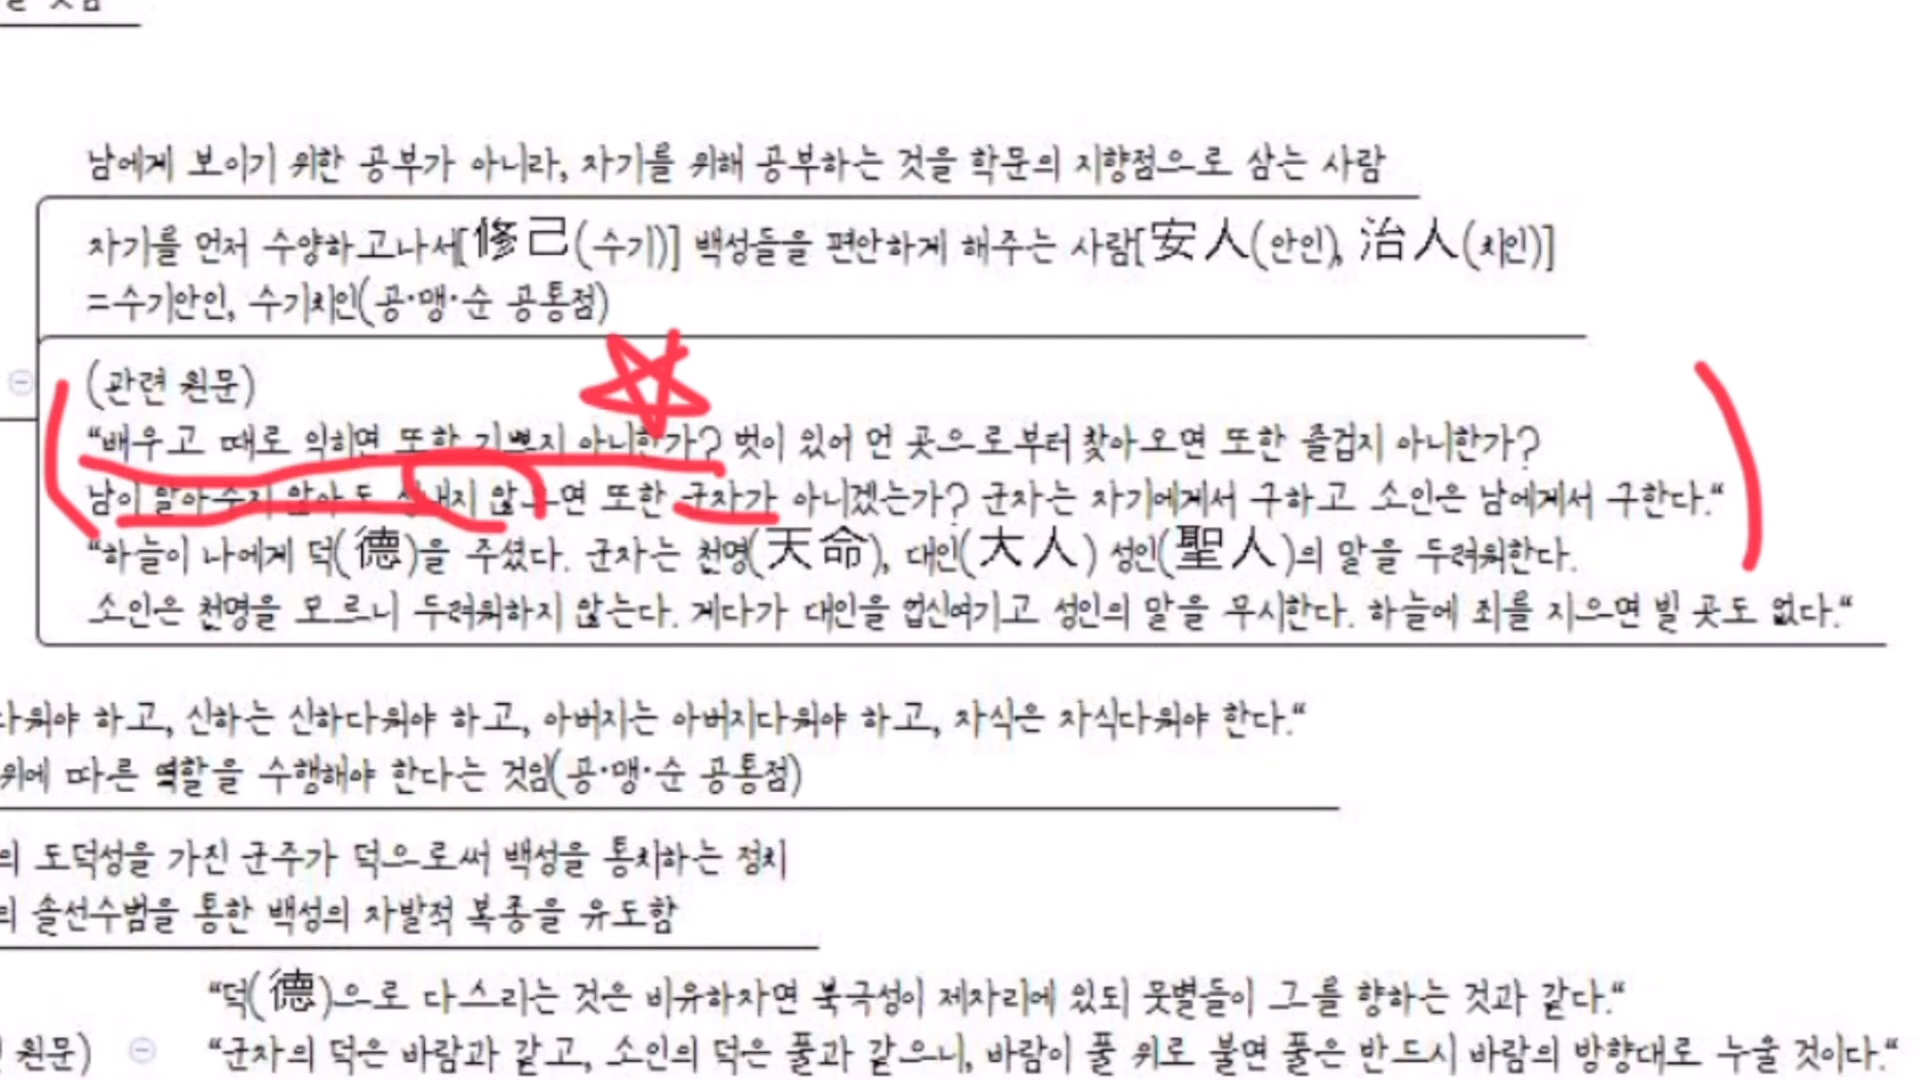 남에게 보이기 위한 공부가 아니라, 자기를 위해 공부하는 것을 학문의 지향점으로 삼는 사람
자기를 먼저 수양하고나서[修己(수기)] 백성들을 편안하게 해주는 사람[安人(안인), 治人(치인)]
=수기안인, 수기치인(공·맹·순 공통점)
(관련 원문)
“배우고 때로 익히면 또한 기쁘지 아니한가? 벗이 있어 먼 곳으로부터 찾아오면 또한 즐겁지 아니한가?
남이 알아주지 않아도 성내지 않으면 또한 군자가 아니겠는가? 군자는 자기에게서 구하고 소인은 남에게서 구한다.“
“하늘이 나에게 덕(德)을 주셨다. 군자는 천명(天命), 대인(大人) 성인(聖人)의 말을 두려워한다.
소인은 천명을 모르니 두려워하지 않는다. 게다가 대인을 업신여기고 성인의 말을 무시한다. 하늘에 죄를 지으면 빌 곳도 없다.“
다워야 하고, 신하는 신하다워야 하고, 아버지는 아버지다워야 하고, 자식은 자식다워야 한다.“
위에 따른 역할을 수행해야 한다는 것임(공·맹·순 공통점)
의 도덕성을 가진 군주가 덕으로써 백성을 통치하는 정치
의 솔선수범을 통한 백성의 자발적 복종을 유도함
“덕(德)으로 다스리는 것은 비유하자면 북극성이 제자리에 있되 뭇별들이 그를 향하는 것과 같다.“
원문) “군자의 덕은 바람과 같고, 소인의 덕은 풀과 같으니, 바람이 풀 위로 불면 풀은 반드시 바람의 방향대로 누울 것이다.“